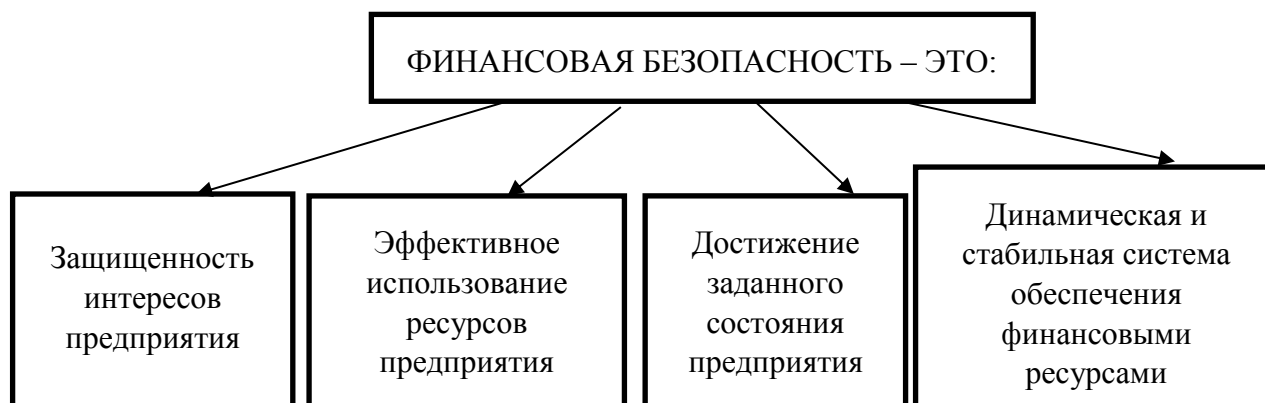 ФИНАНСОВАЯ БЕЗОПАСНОСТЬ – ЭТО:
Защищенность
интересов
предприятия
Эффективное
использование
ресурсов
предприятия
Достижение
заданного
состояния
предприятия
Динамическая и
стабильная система
обеспечения
финансовыми
ресурсами